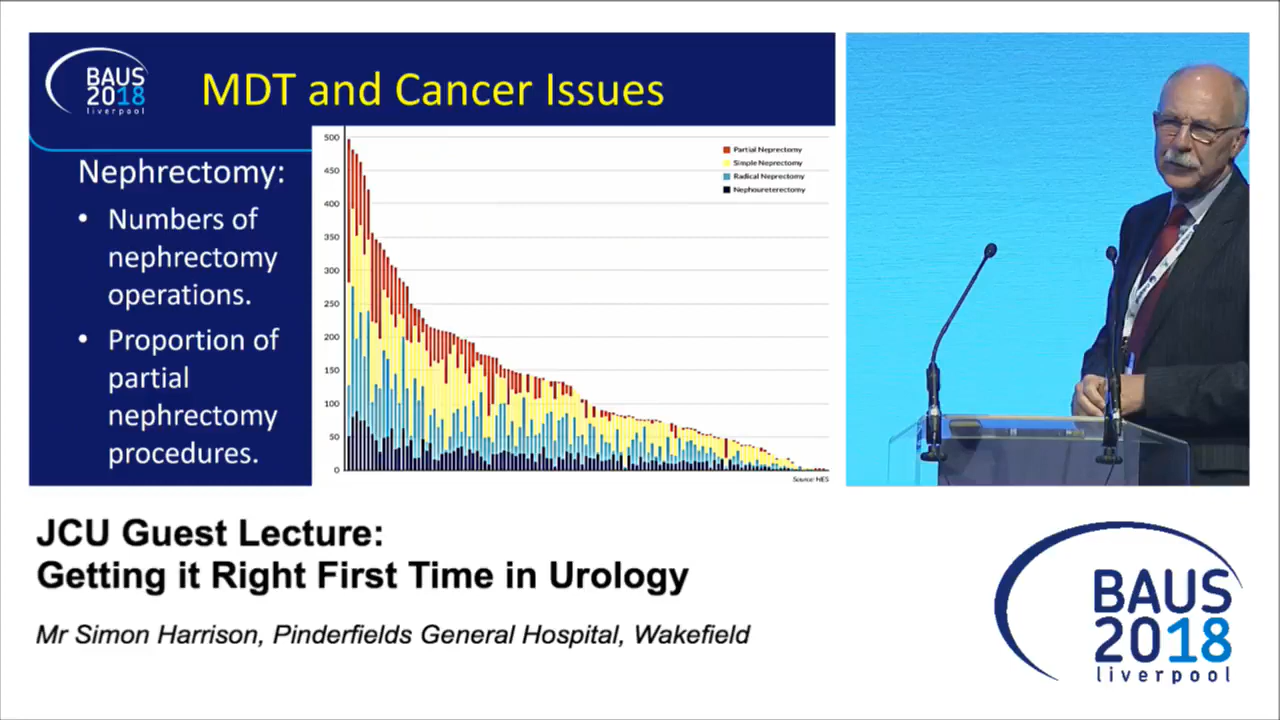 BAUS
2018
liverpool
MDT and Cancer Issues
Nephrectomy:
• Numbers of
nephrectomy
operations.
• Proportion of
partial
nephrectomy
procedures.
500
450
400
350
300
250
200
150
100
50
0
Partial Neprectomy
Simple Neprectomy
Radical Neprectomy
Nephoureterectomy
Source: HES
JCU Guest Lecture:
Getting it Right First Time in Urology
Mr Simon Harrison, Pinderfields General Hospital, Wakefield
BAUS
2018
liverpool